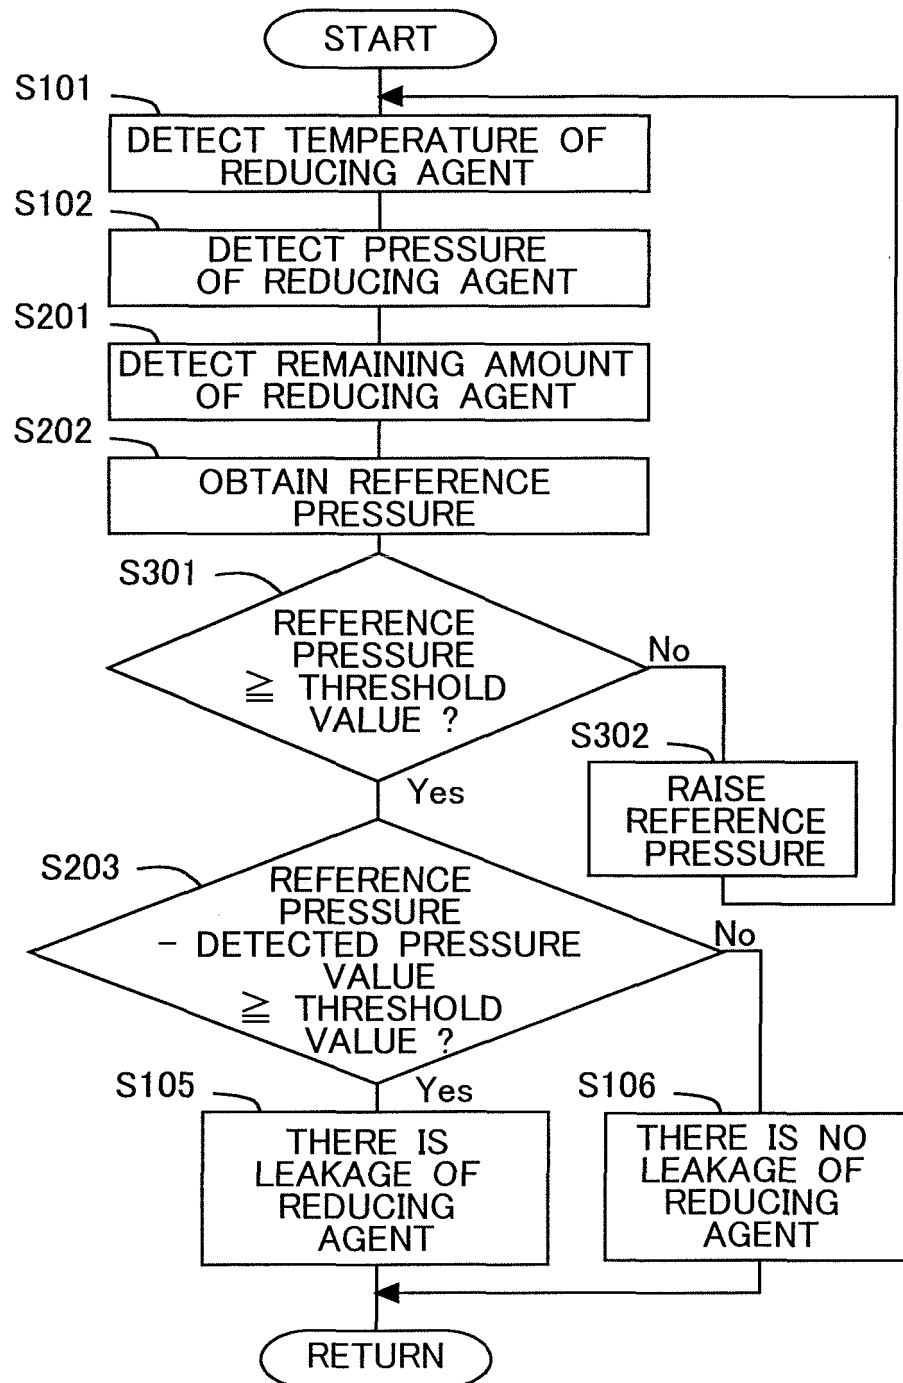 START
S101
DETECT TEMPERATURE OF
REDUCING AGENT
S102
DETECT PRESSURE
OF REDUCING AGENT
S201
DETECT REMAINING AMOUNT
OF REDUCING AGENT
S202
OBTAIN REFERENCE
PRESSURE
S301
REFERENCE
PRESSURE
≧ THRESHOLD
VALUE ?
No
Yes
S302
RAISE
REFERENCE
PRESSURE
S203
REFERENCE
PRESSURE
- DETECTED PRESSURE
VALUE
≧ THRESHOLD
VALUE ?
No
Yes
S105
THERE IS
LEAKAGE OF
REDUCING
AGENT
S106
THERE IS NO
LEAKAGE OF
REDUCING
AGENT
RETURN